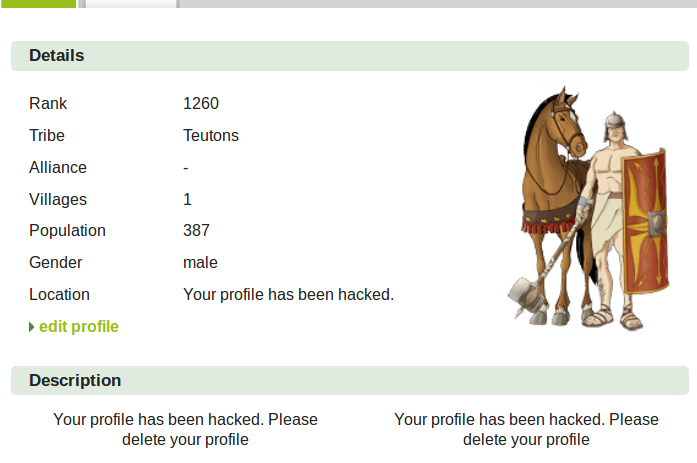 Details
Rank 1260
Tribe Teutons
Alliance -
Villages 1
Population 387
Gender male
Location Your profile has been hacked.
edit profile
Description
Your profile has been hacked. Please
delete your profile
Your profile has been hacked. Please
delete your profile